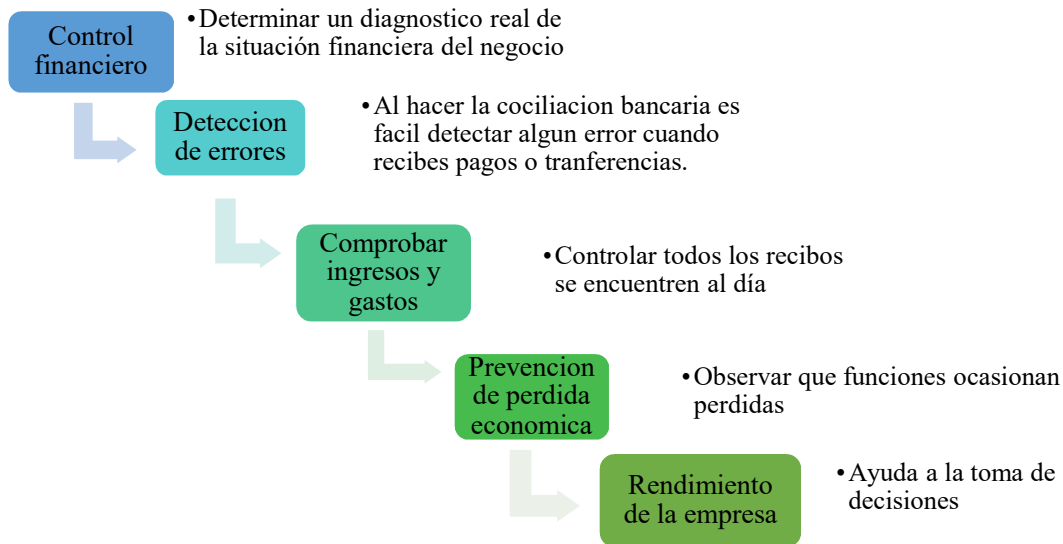 Control
financiero
•Determinar un diagnostico real de
la situación financiera del negocio
Deteccion
de errores
•Al hacer la cociliacion bancaria es
facil detectar algun error cuando
recibes pagos o tranferencias.
Comprobar
ingresos y
gastos
•Controlar todos los recibos
se encuentren al día
Prevencion
de perdida
economica
•Observar que funciones ocasionan
perdidas
Rendimiento
de la empresa
•Ayuda a la toma de
decisiones